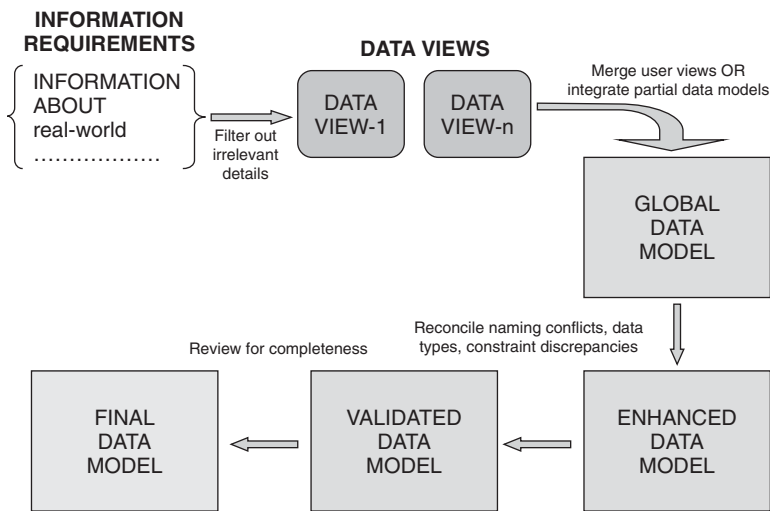 INFORMATION
REQUIREMENTS
INFORMATION
ABOUT
real-world
..................
Filter out
irrelevant
details
DATA VIEWS
DATA
VIEW-1
DATA
VIEW-n
Merge user views OR
integrate partial data models
GLOBAL
DATA
MODEL
Reconcile naming conflicts, data
types, constraint discrepancies
ENHANCED
DATA
MODEL
Review for completeness
VALIDATED
DATA
MODEL
FINAL
DATA
MODEL